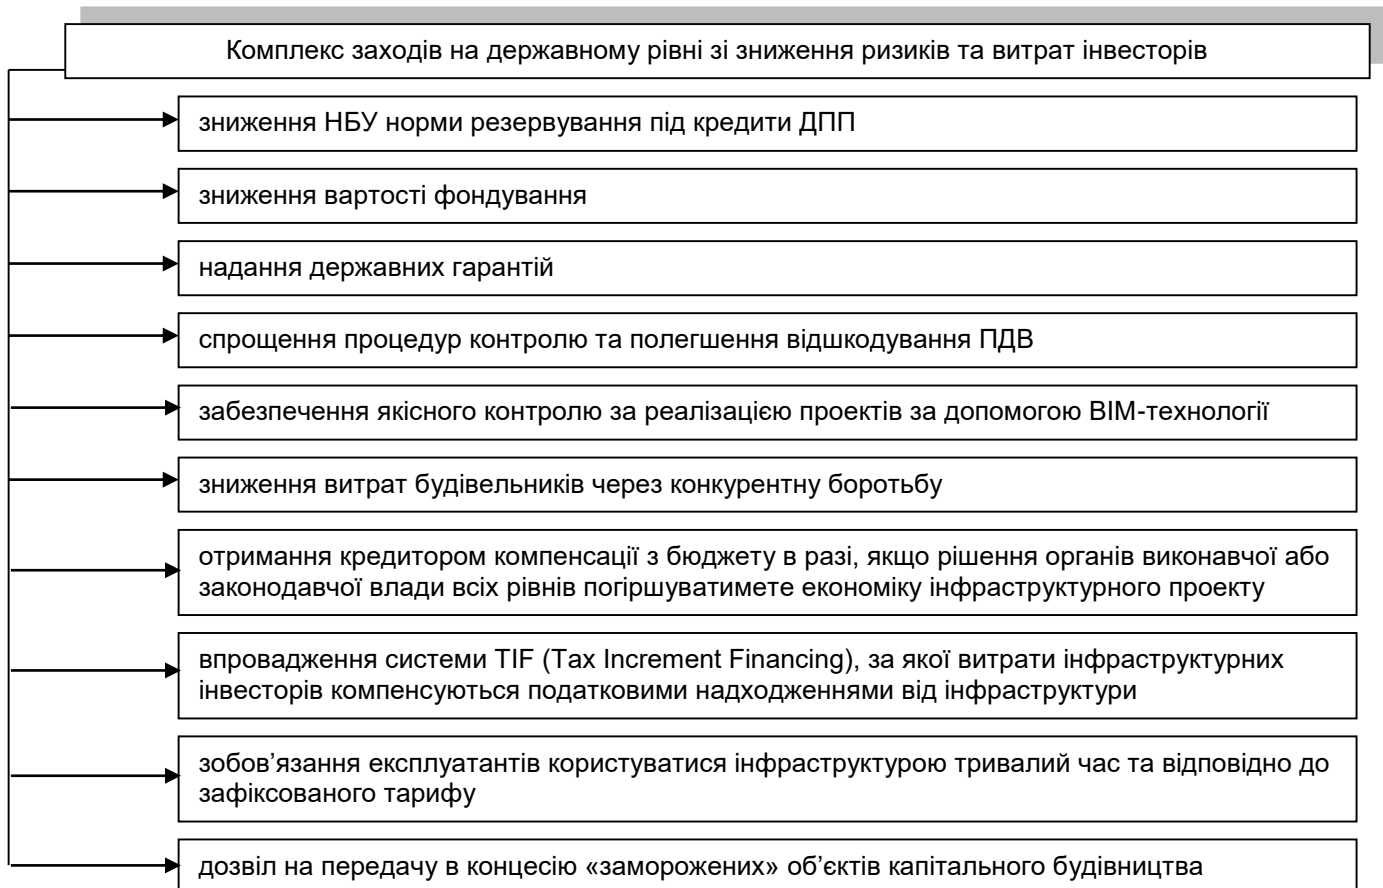 Комплекс заходів на державному рівні зі зниження ризиків та витрат інвесторів
зниження НБУ норми резервування під кредити ДПП
зниження вартості фондування
надання державних гарантій
спрощення процедур контролю та полегшення відшкодування ПДВ
забезпечення якісного контролю за реалізацією проектів за допомогою BIM-технології
зниження витрат будівельників через конкурентну боротьбу
отримання кредитором компенсації з бюджету в разі, якщо рішення органів виконавчої або
законодавчої влади всіх рівнів погіршуватимете економіку інфраструктурного проекту
впровадження системи TIF (Tax Increment Financing), за якої витрати інфраструктурних
інвесторів компенсуються податковими надходженнями від інфраструктури
зобов’язання експлуатантів користуватися інфраструктурою тривалий час та відповідно до
зафіксованого тарифу
дозвіл на передачу в концесію «заморожених» об’єктів капітального будівництва